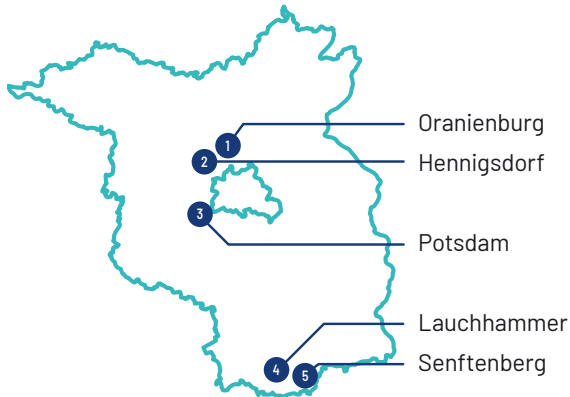 1 Oranienburg
2 Hennigsdorf
3 Potsdam
4 Lauchhammer
5 Senftenberg